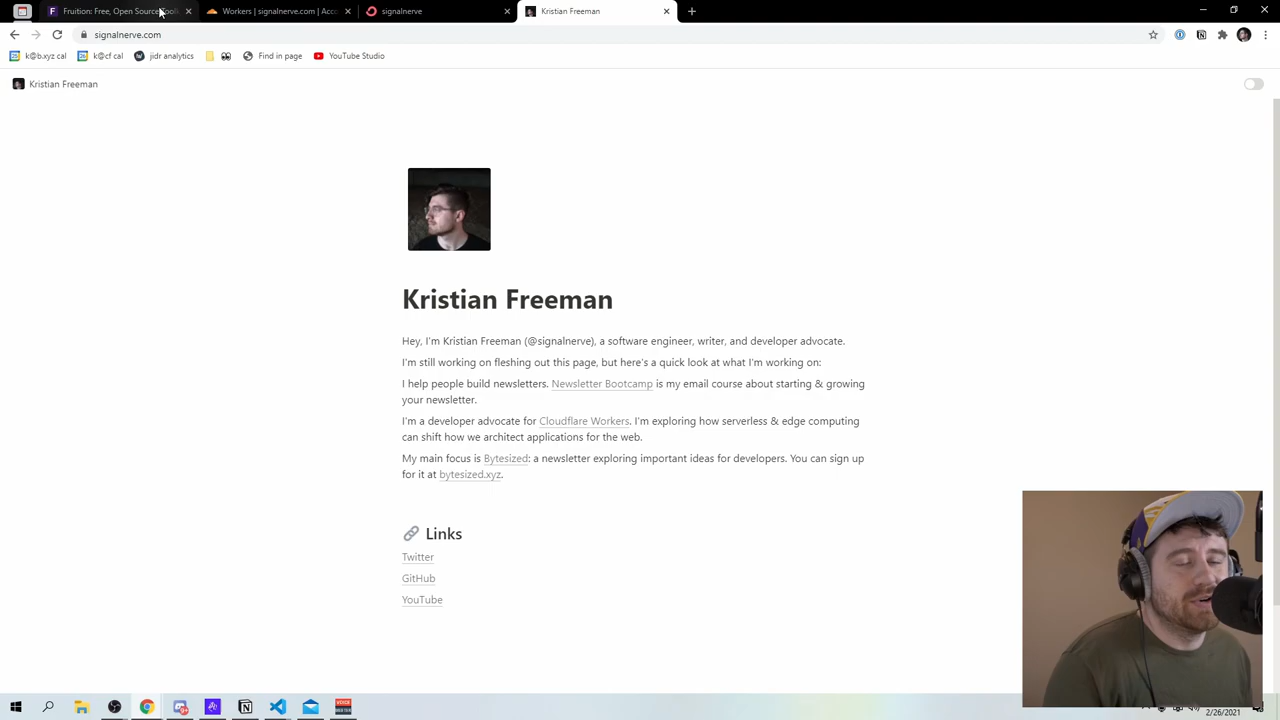 Fruition: Free, Open Source
Workers | signalnerve.com | Acc
signalnerve
Kristian Freeman
signalnerve.com
k@b.xyz cal
k@cf cal
jldr analytics
Find in page
YouTube Studio
Kristian Freeman
Kristian Freeman
Hey, I'm Kristian Freeman (@signalnerve), a software engineer, writer, and developer advocate.
I'm still working on fleshing out this page, but here's a quick look at what I'm working on:
I help people build newsletters. Newsletter Bootcamp is my email course about starting & growing
your newsletter.
I'm a developer advocate for Cloudflare Workers. I'm exploring how serverless & edge computing
can shift how we architect applications for the web.
My main focus is Bytesized: a newsletter exploring important ideas for developers. You can sign up
for it at bytesized.xyz.
🔗 Links
Twitter
GitHub
YouTube
2/26/2021